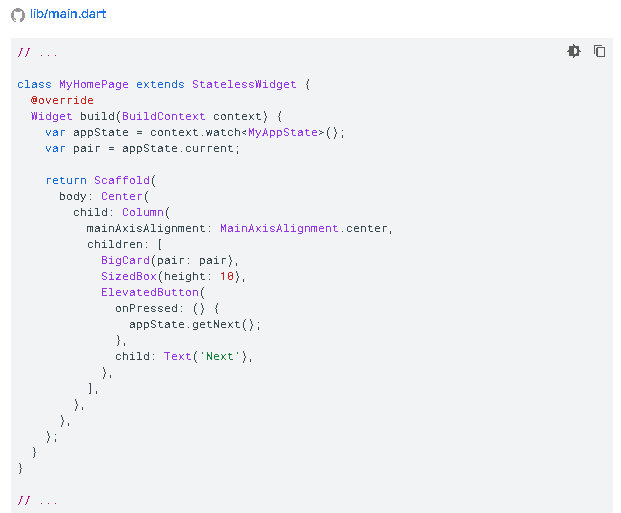 lib/main.dart
// ...
class MyHomePage extends StatelessWidget {
  @override
  Widget build(BuildContext context) {
    var appState = context.watch<MyAppState>();
    var pair = appState.current;

    return Scaffold(
      body: Center(
        child: Column(
          mainAxisAlignment: MainAxisAlignment.center,
          children: [
            BigCard(pair: pair),
            SizedBox(height: 10),
            ElevatedButton(
              onPressed: () {
                appState.getNext();
              },
              child: Text('Next'),
            ),
          ],
        ),
      ),
    );
  }
}

// ...